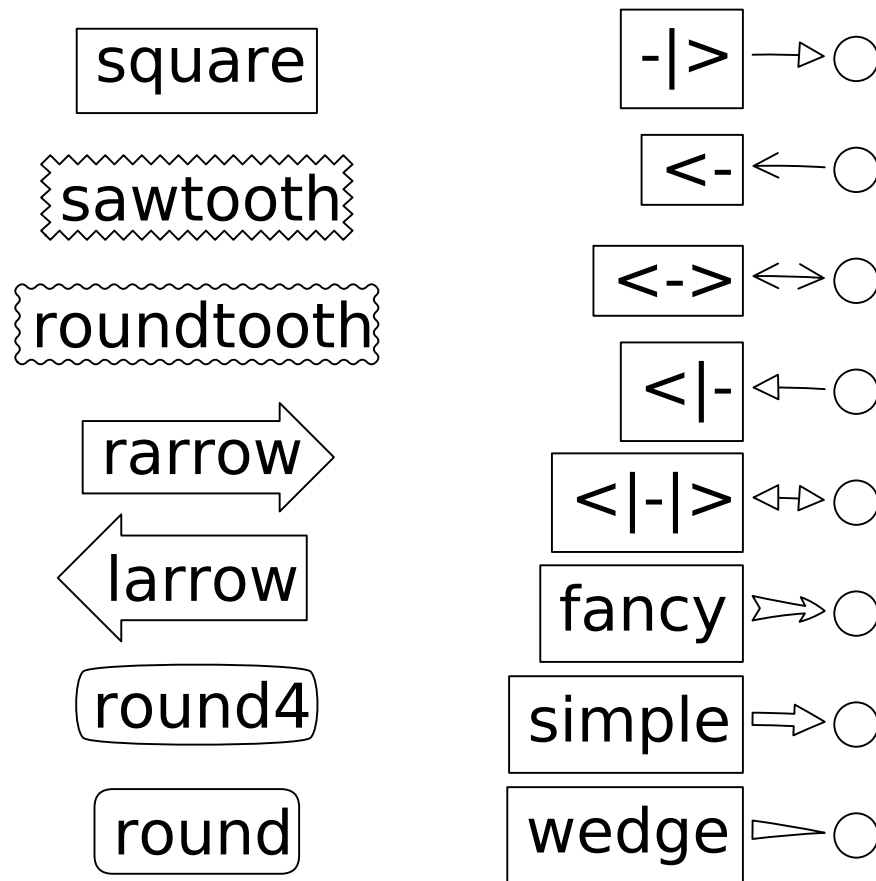 square
sawtooth
roundtooth
rarrow
larrow
round4
round
-|>
<-
<->
<|-
<|-|>
fancy
simple
wedge